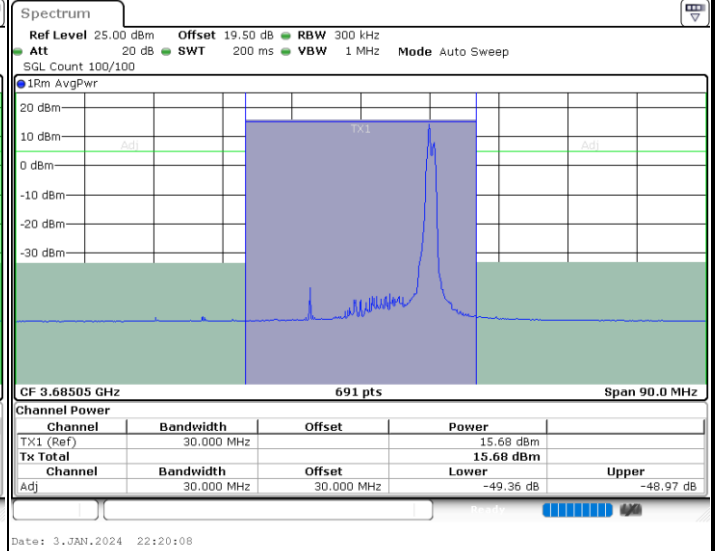 Spectrum
Ref Level 25.00 dBm Offset 19.50 dB RBW 300 kHz
Att 20 dB SWT 200 ms VBW 1 MHz Mode Auto Sweep
SGL Count 100/100
1Rm AvgPwr
TX1
20 dBm
10 dBm
Adj Adj
0 dBm
-10 dBm
-20 dBm
-30 dBm
CF 3.68505 GHz 691 pts Span 90.0 MHz
Channel Power
Channel Bandwidth Offset Power
TX1 (Ref) 30.000 MHz 15.68 dBm
Tx Total 15.68 dBm
Channel Bandwidth Offset Lower Upper
Adj 30.000 MHz 30.000 MHz -49.36 dB -48.97 dB
Ready
Date: 3.JAN.2024 22:20:08